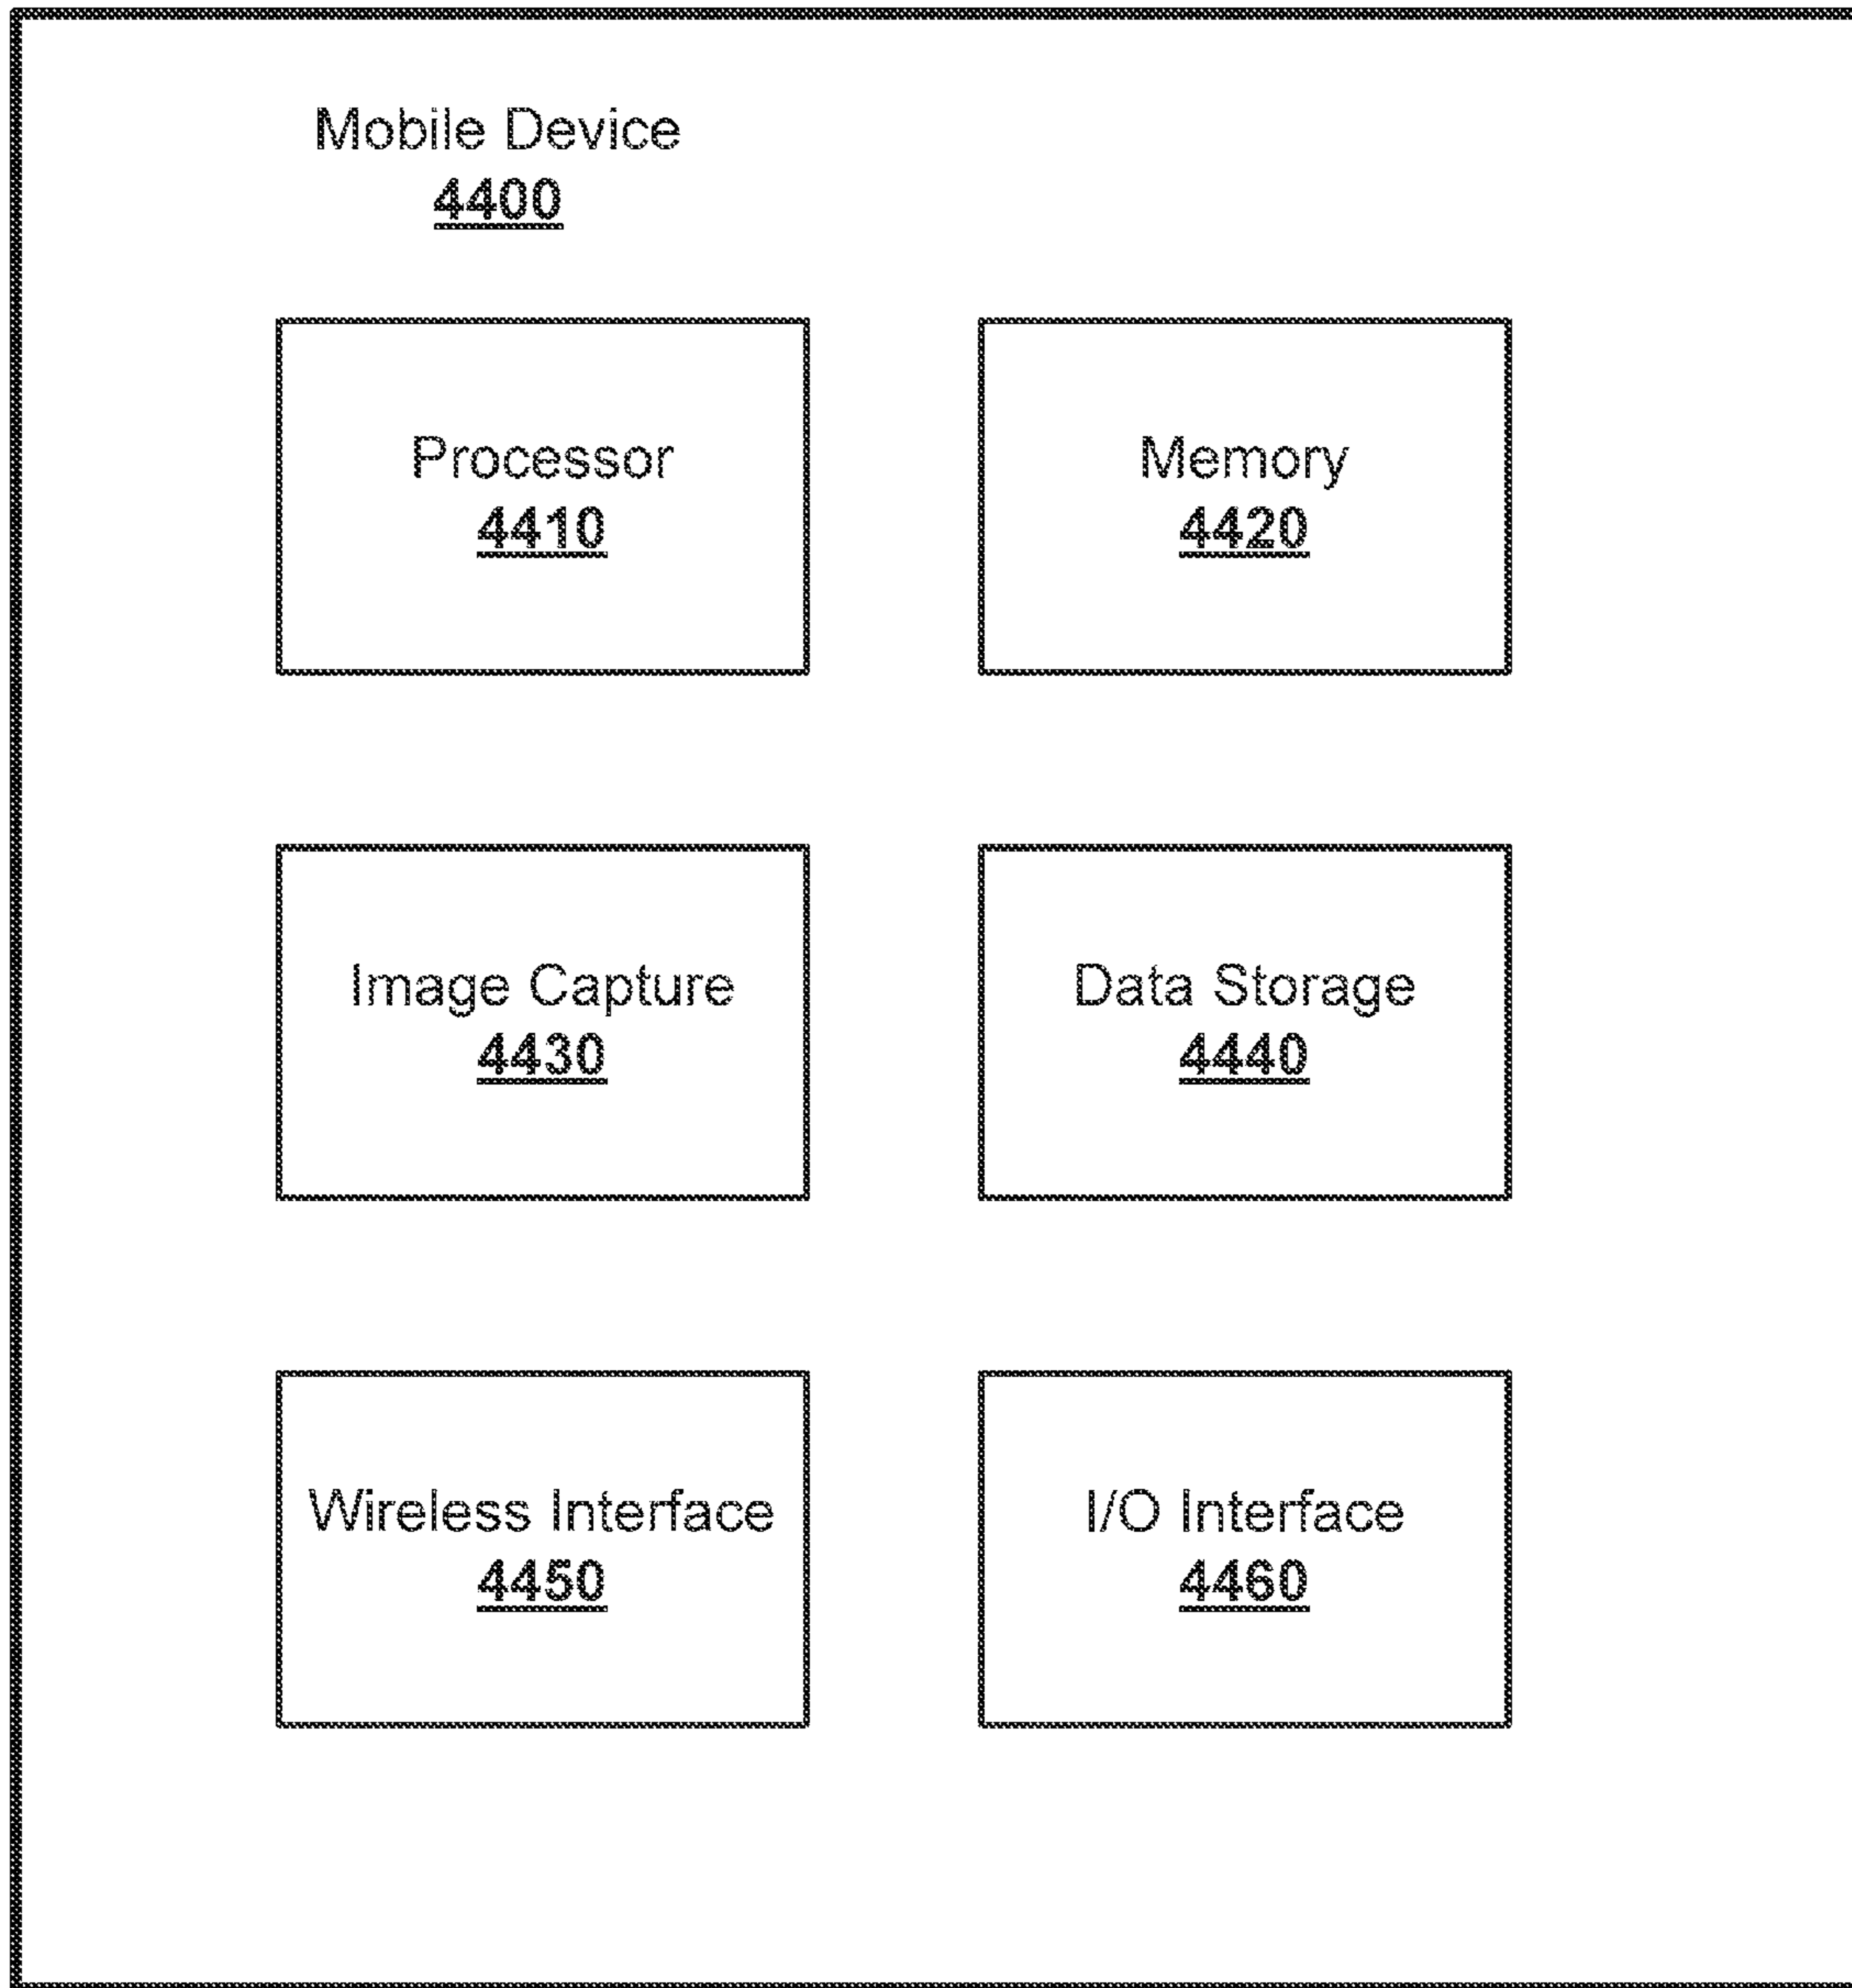 Mobile Device
4400
Processor
4410
Memory
4420
Image Capture
4430
Data Storage
4440
Wireless Interface
4450
I/O Interface
4460